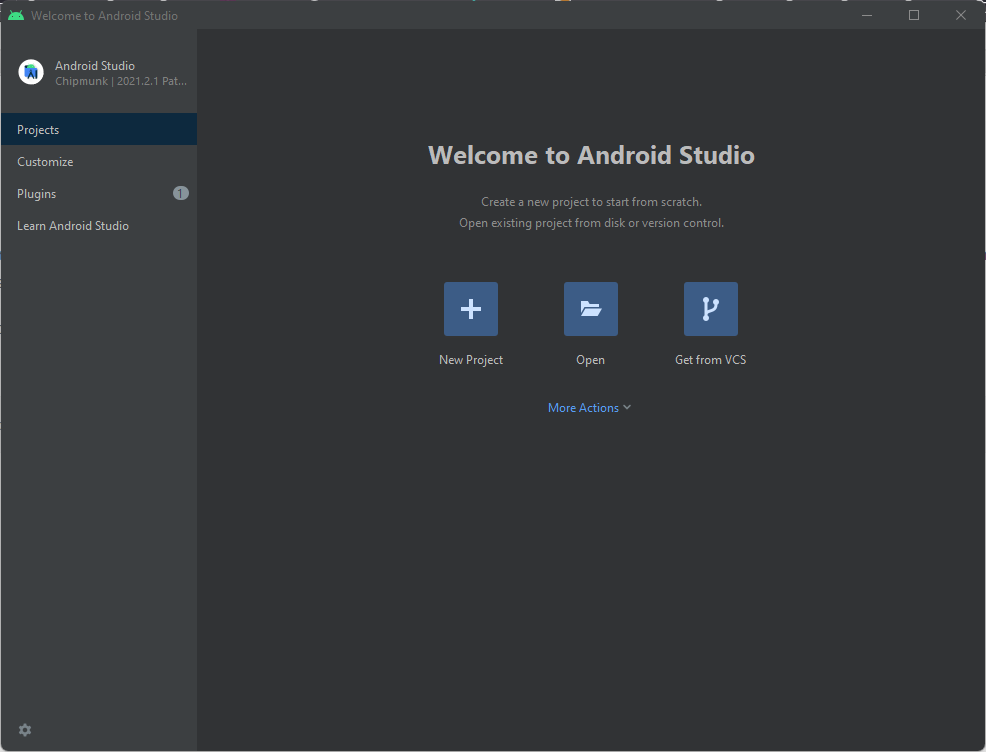 Welcome to Android Studio
Android Studio
Chipmunk | 2021.2.1 Pat...
Projects
Customize
Plugins
1
Learn Android Studio
Welcome to Android Studio
Create a new project to start from scratch.
Open existing project from disk or version control.
New Project
Open
Get from VCS
More Actions